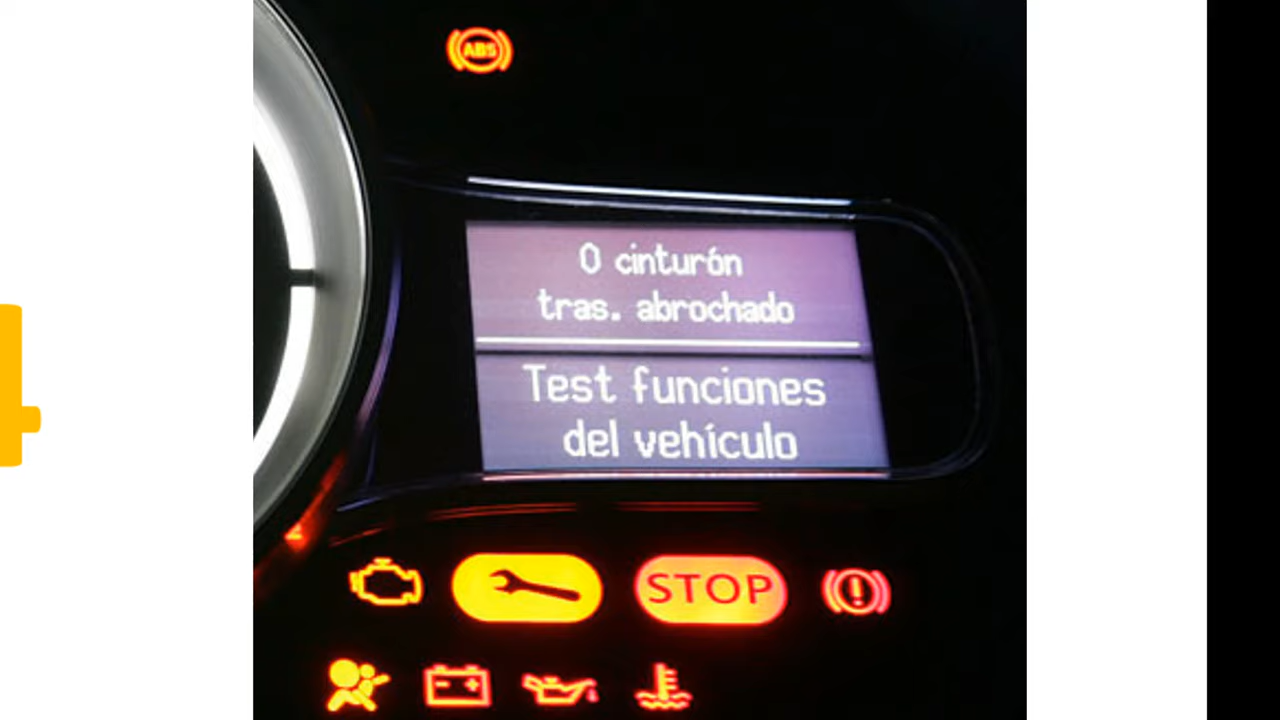 ABS
0 cinturón
tras. abrochado
Test funciones
del vehículo
STOP